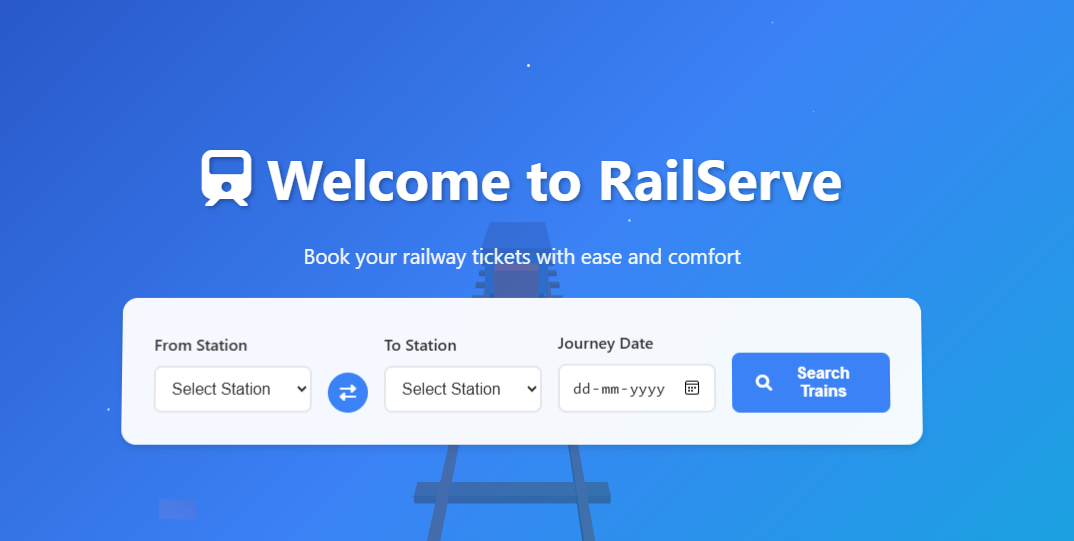 Welcome to RailServe
Book your railway tickets with ease and comfort
From Station
To Station
Journey Date
Select Station
Select Station
dd-mm-yyyy
Search
Trains